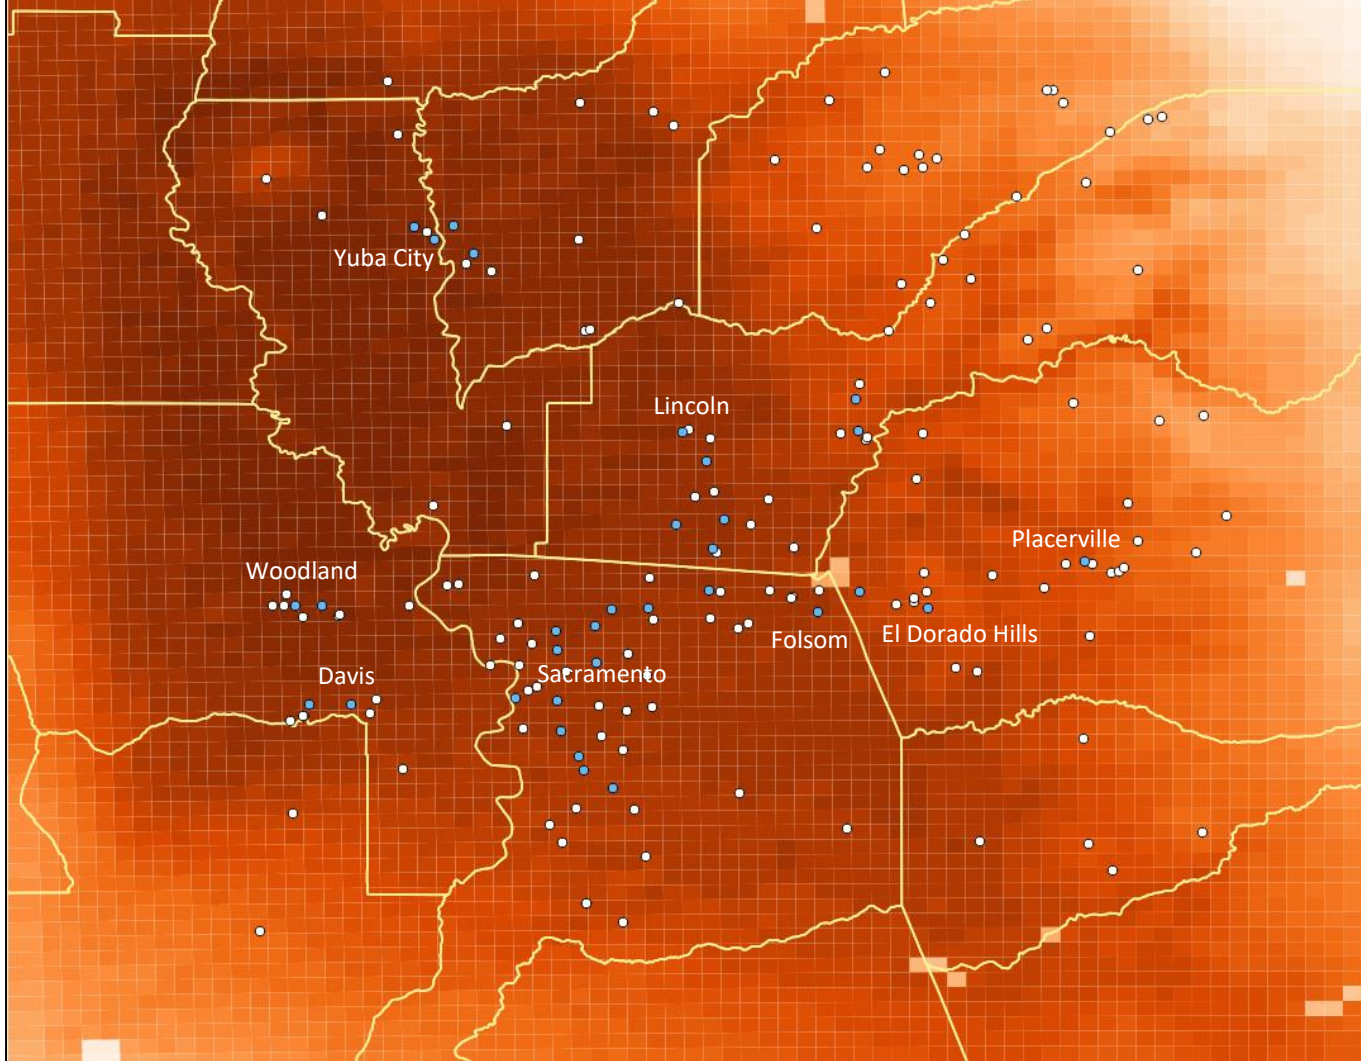 Yuba City
Lincoln
Placerville
Woodland
Folsom
El Dorado Hills
Davis
Sacramento